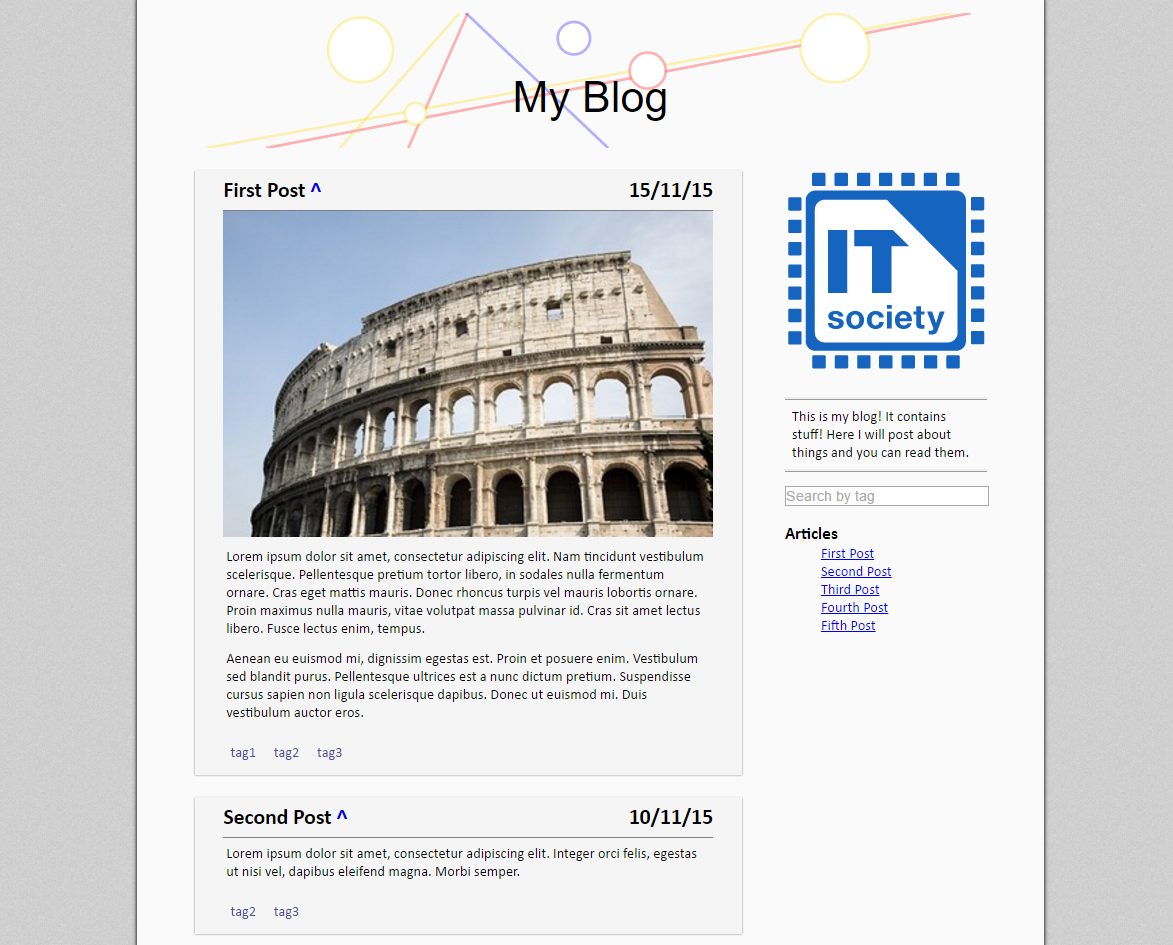 My Blog
First Post ^ 15/11/15
Lorem ipsum dolor sit amet, consectetur adipiscing elit. Nam tincidunt vestibulum
scelerisque. Pellentesque pretium tortor libero, in sodales nulla fermentum
ornare. Cras eget mattis mauris. Donec rhoncus turpis vel mauris lobortis ornare.
Proin maximus nulla mauris, vitae volutpat massa pulvinar id. Cras sit amet lectus
libero. Fusce lectus enim, tempus.
Aenean eu euismod mi, dignissim egestas est. Proin et posuere enim. Vestibulum
sed blandit purus. Pellentesque ultrices est a nunc dictum pretium. Suspendisse
cursus sapien non ligula scelerisque dapibus. Donec ut euismod mi. Duis
vestibulum auctor eros.
tag1 tag2 tag3
Second Post ^ 10/11/15
Lorem ipsum dolor sit amet, consectetur adipiscing elit. Integer orci felis, egestas
ut nisi vel, dapibus eleifend magna. Morbi semper.
tag2 tag3
IT
society
This is my blog! It contains
stuff! Here I will post about
things and you can read them.
Search by tag
Articles
First Post
Second Post
Third Post
Fourth Post
Fifth Post